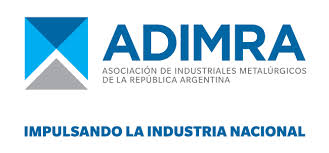 ADIMRA
ASOCIACIÓN DE INDUSTRIALES METALÚRGICOS
DE LA REPÚBLICA ARGENTINA
IMPULSANDO LA INDUSTRIA NACIONAL